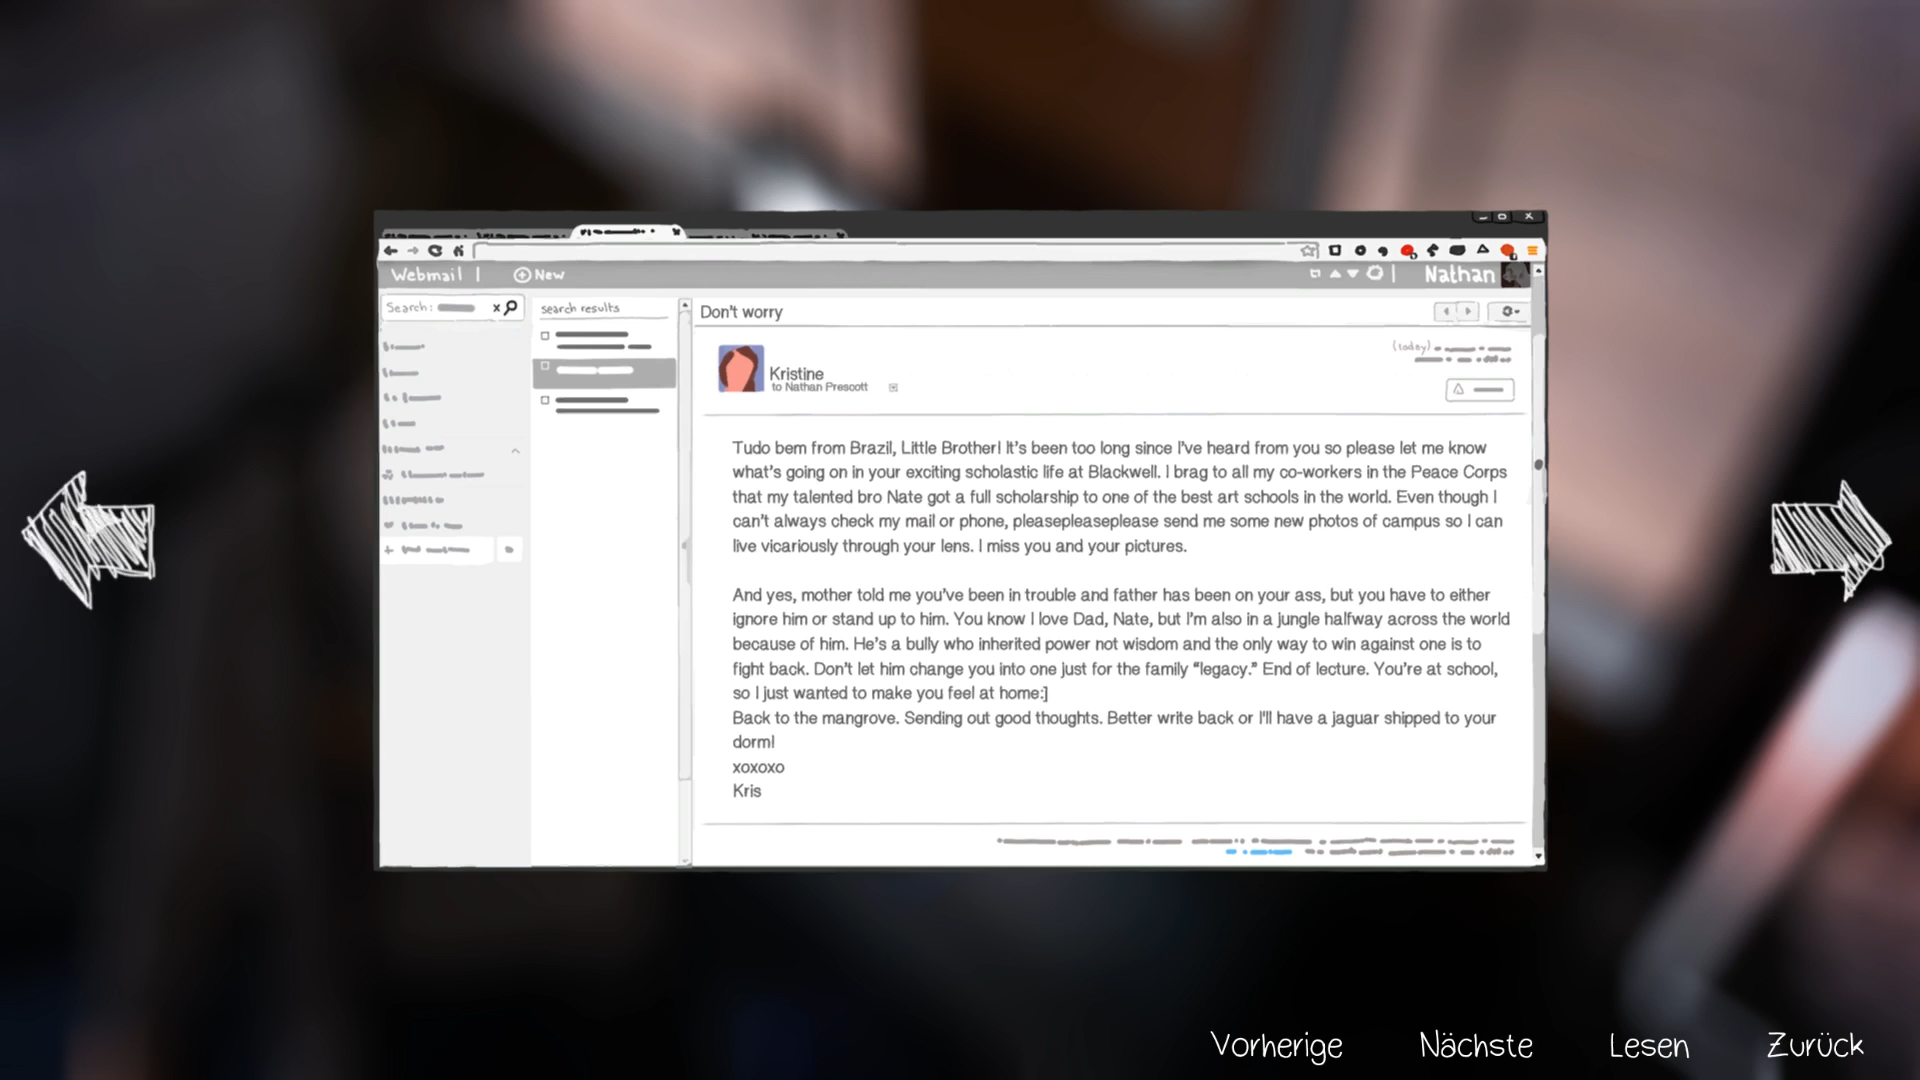 Webmail | New
Nathan
Search:
search results
Don't worry
(today)
Kristine
to Nathan Prescott
Tudo bem from Brazil, Little Brother! It's been too long since I've heard from you so please let me know
what's going on in your exciting scholastic life at Blackwell. I brag to all my co-workers in the Peace Corps
that my talented bro Nate got a full scholarship to one of the best art schools in the world. Even though I
can't always check my mail or phone, pleasepleaseplease send me some new photos of campus so I can
live vicariously through your lens. I miss you and your pictures.
And yes, mother told me you've been in trouble and father has been on your ass, but you have to either
ignore him or stand up to him. You know I love Dad, Nate, but I'm also in a jungle halfway across the world
because of him. He's a bully who inherited power not wisdom and the only way to win against one is to
fight back. Don't let him change you into one just for the family “legacy.” End of lecture. You're at school,
so I just wanted to make you feel at home:]
Back to the mangrove. Sending out good thoughts. Better write back or I'll have a jaguar shipped to your
dorm!
xoxoxo
Kris
Vorherige
Nächste
Lesen
Zurück